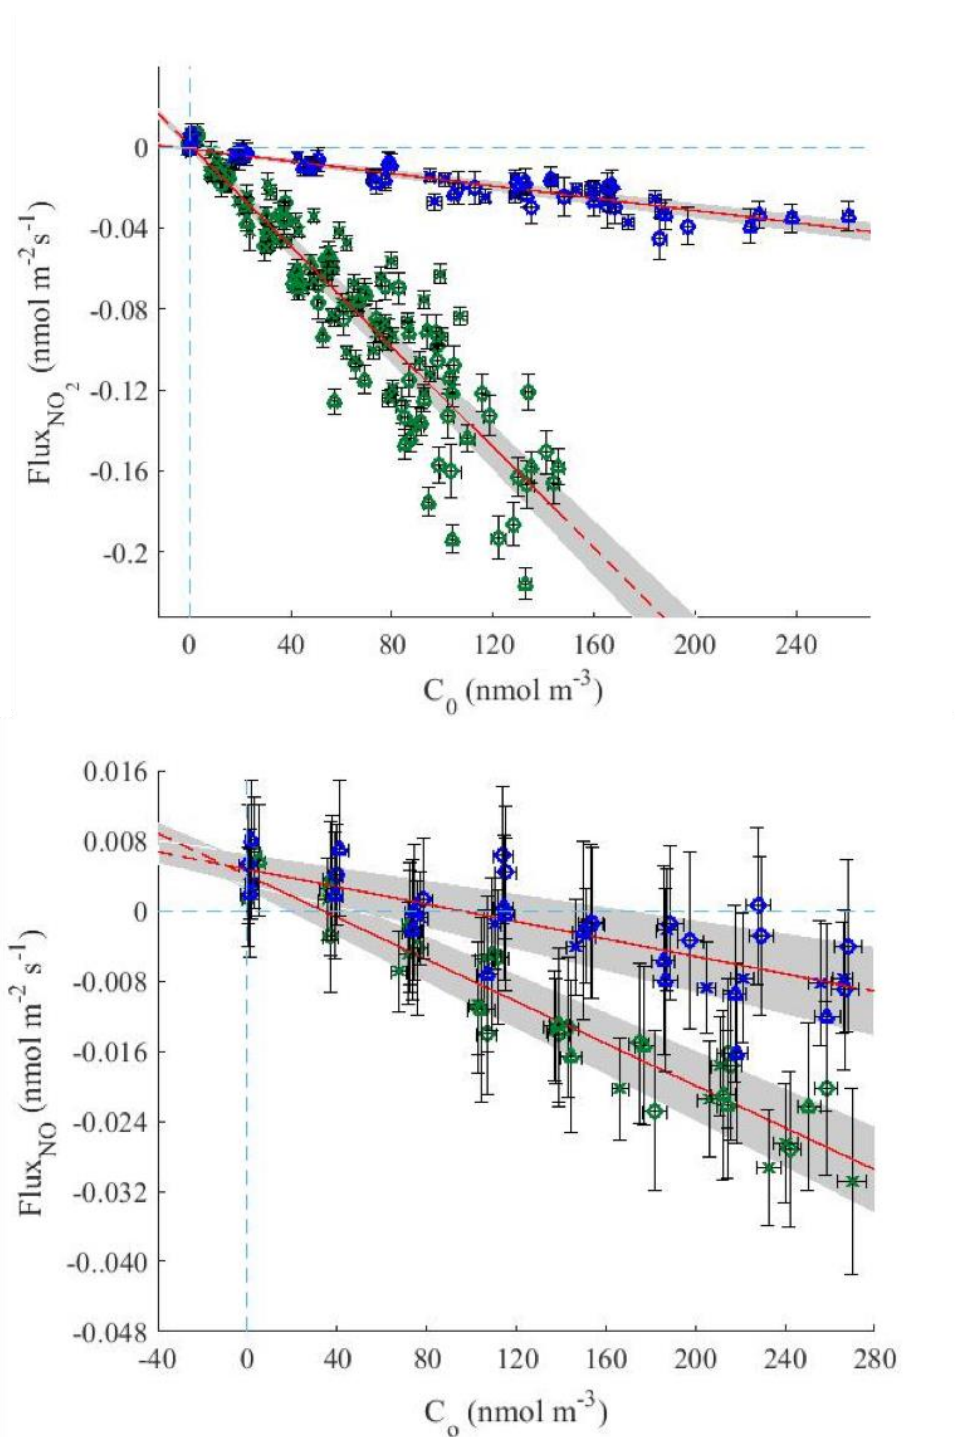 0
-0.04
-0.08
-0.12
-0.16
-0.2
Flux_NO_2 (nmol m^-2 s^-1)
0 40 80 120 160 200 240
C_0 (nmol m^-3)
0.016
0.008
0
-0.008
-0.016
-0.024
-0.032
-0..040
-0.048
Flux_NO (nmol m^-2 s^-1)
-40 0 40 80 120 160 200 240 280
C_o (nmol m^-3)